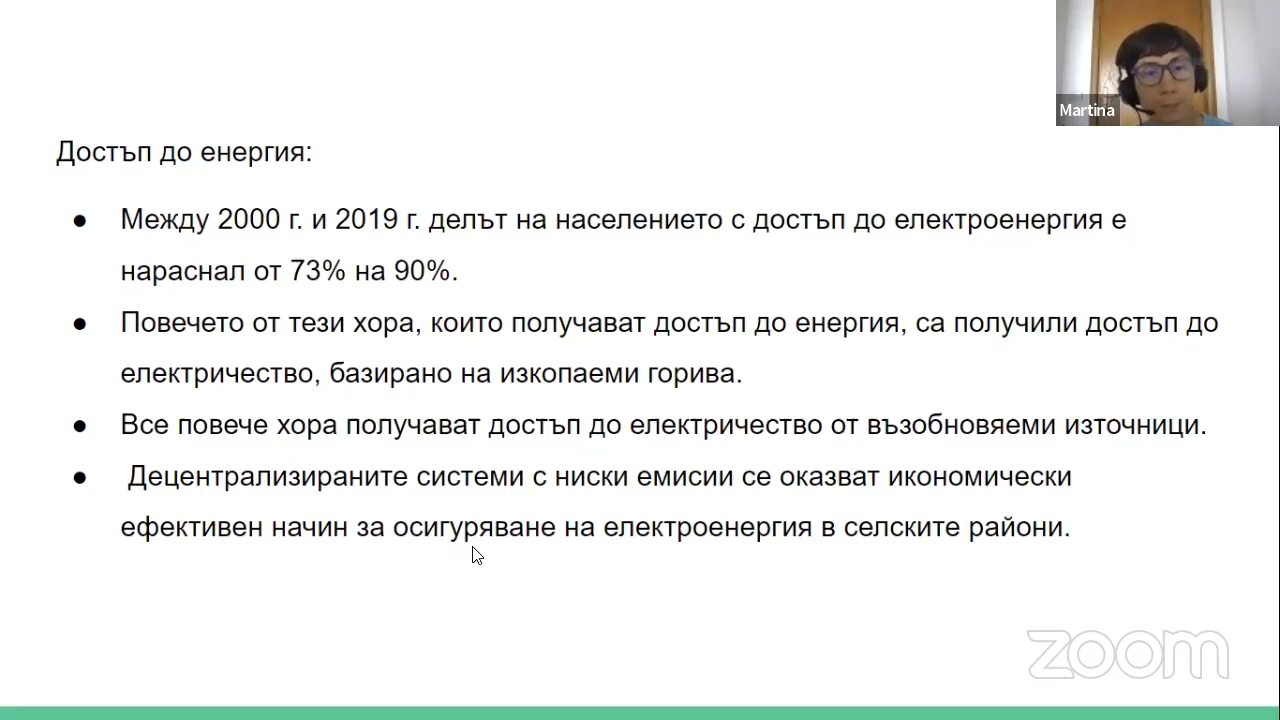 Martina
Достъп до енергия:
● Между 2000 г. и 2019 г. делът на населението с достъп до електроенергия е
нараснал от 73% на 90%.
● Повечето от тези хора, които получават достъп до енергия, са получили достъп до
електричество, базирано на изкопаеми горива.
● Все повече хора получават достъп до електричество от възобновяеми източници.
● Децентрализираните системи с ниски емисии се оказват икономически
ефективен начин за осигуряване на електроенергия в селските райони.
zoom